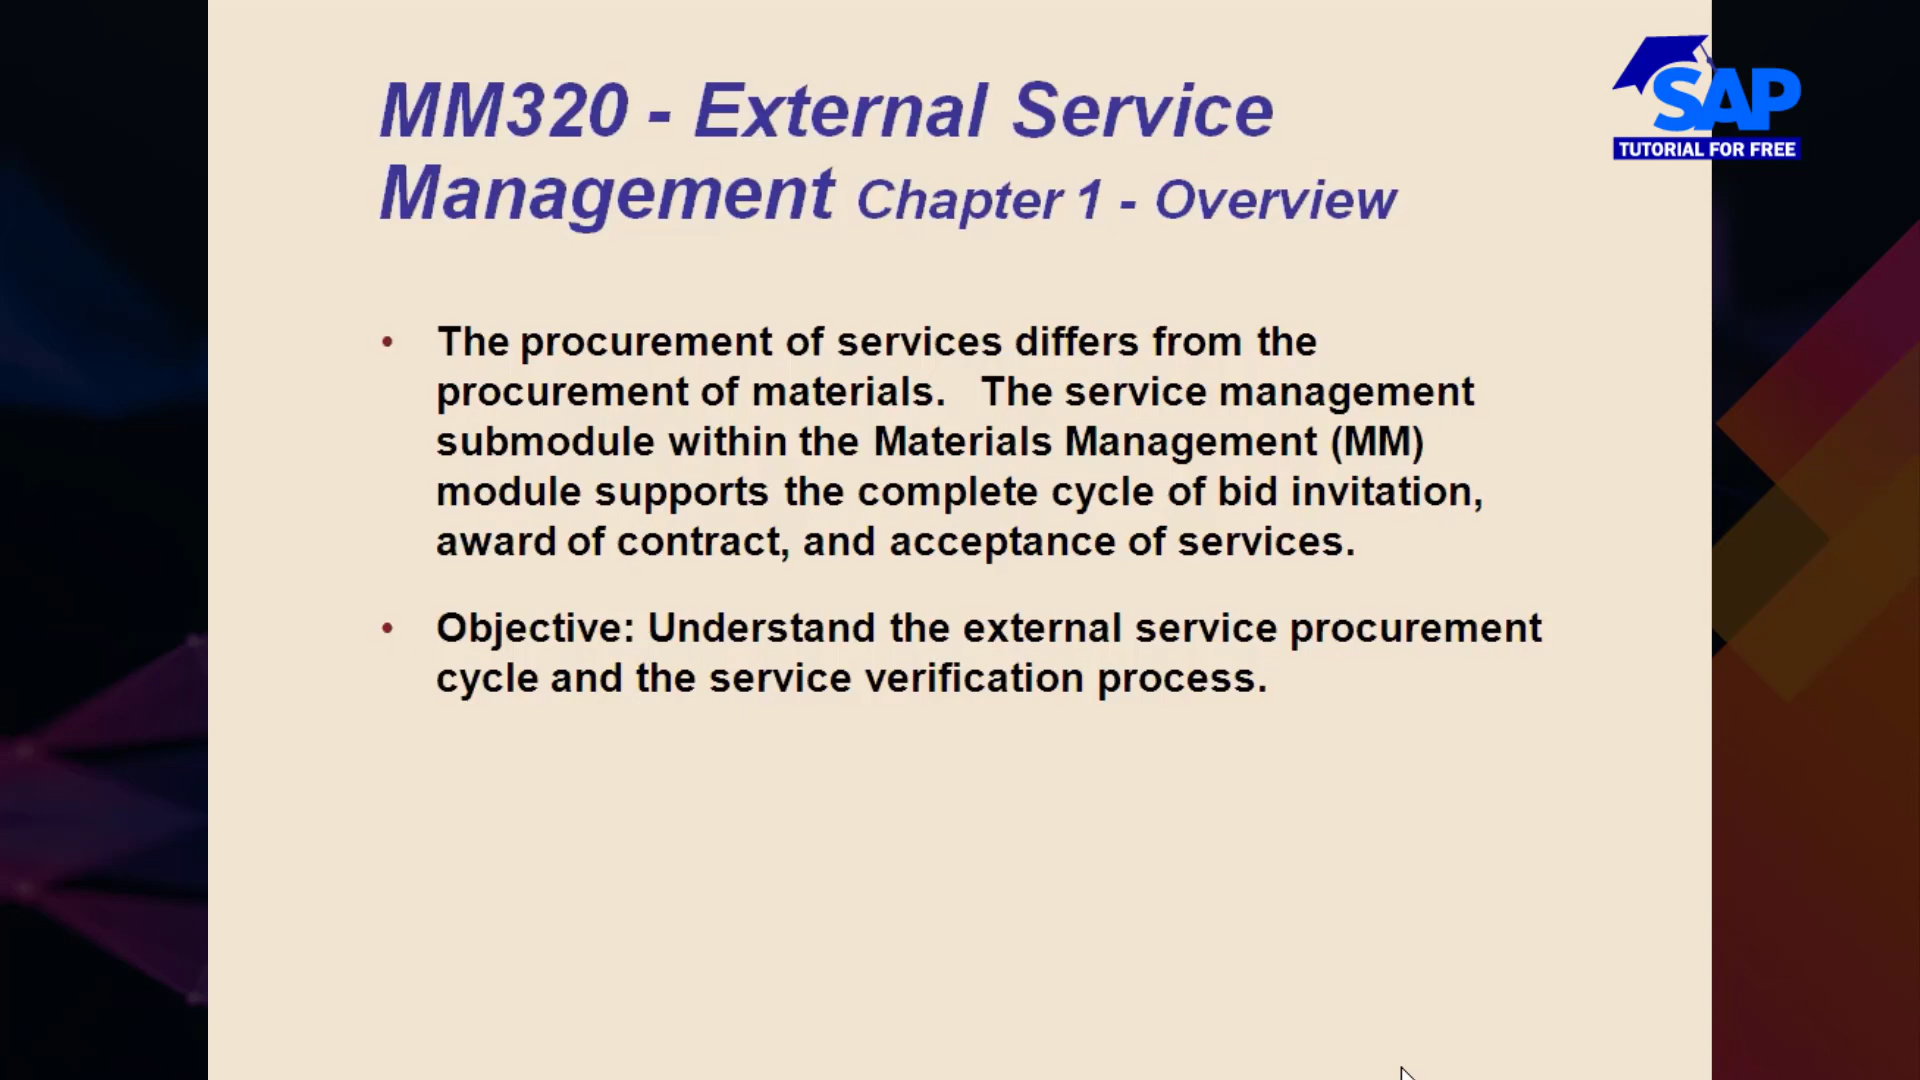 MM320 - External Service
Management Chapter 1 - Overview
SAP
TUTORIAL FOR FREE
• The procurement of services differs from the
procurement of materials. The service management
submodule within the Materials Management (MM)
module supports the complete cycle of bid invitation,
award of contract, and acceptance of services.
• Objective: Understand the external service procurement
cycle and the service verification process.